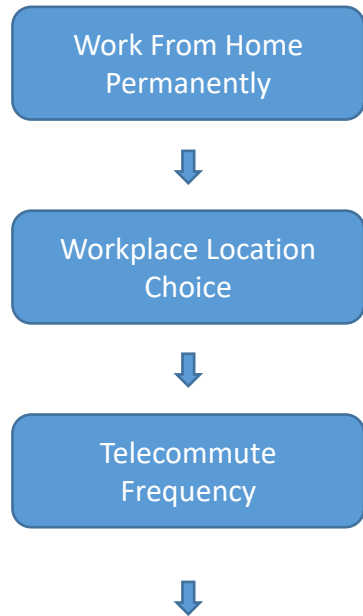 Work From Home
Permanently
Workplace Location
Choice
Telecommute
Frequency